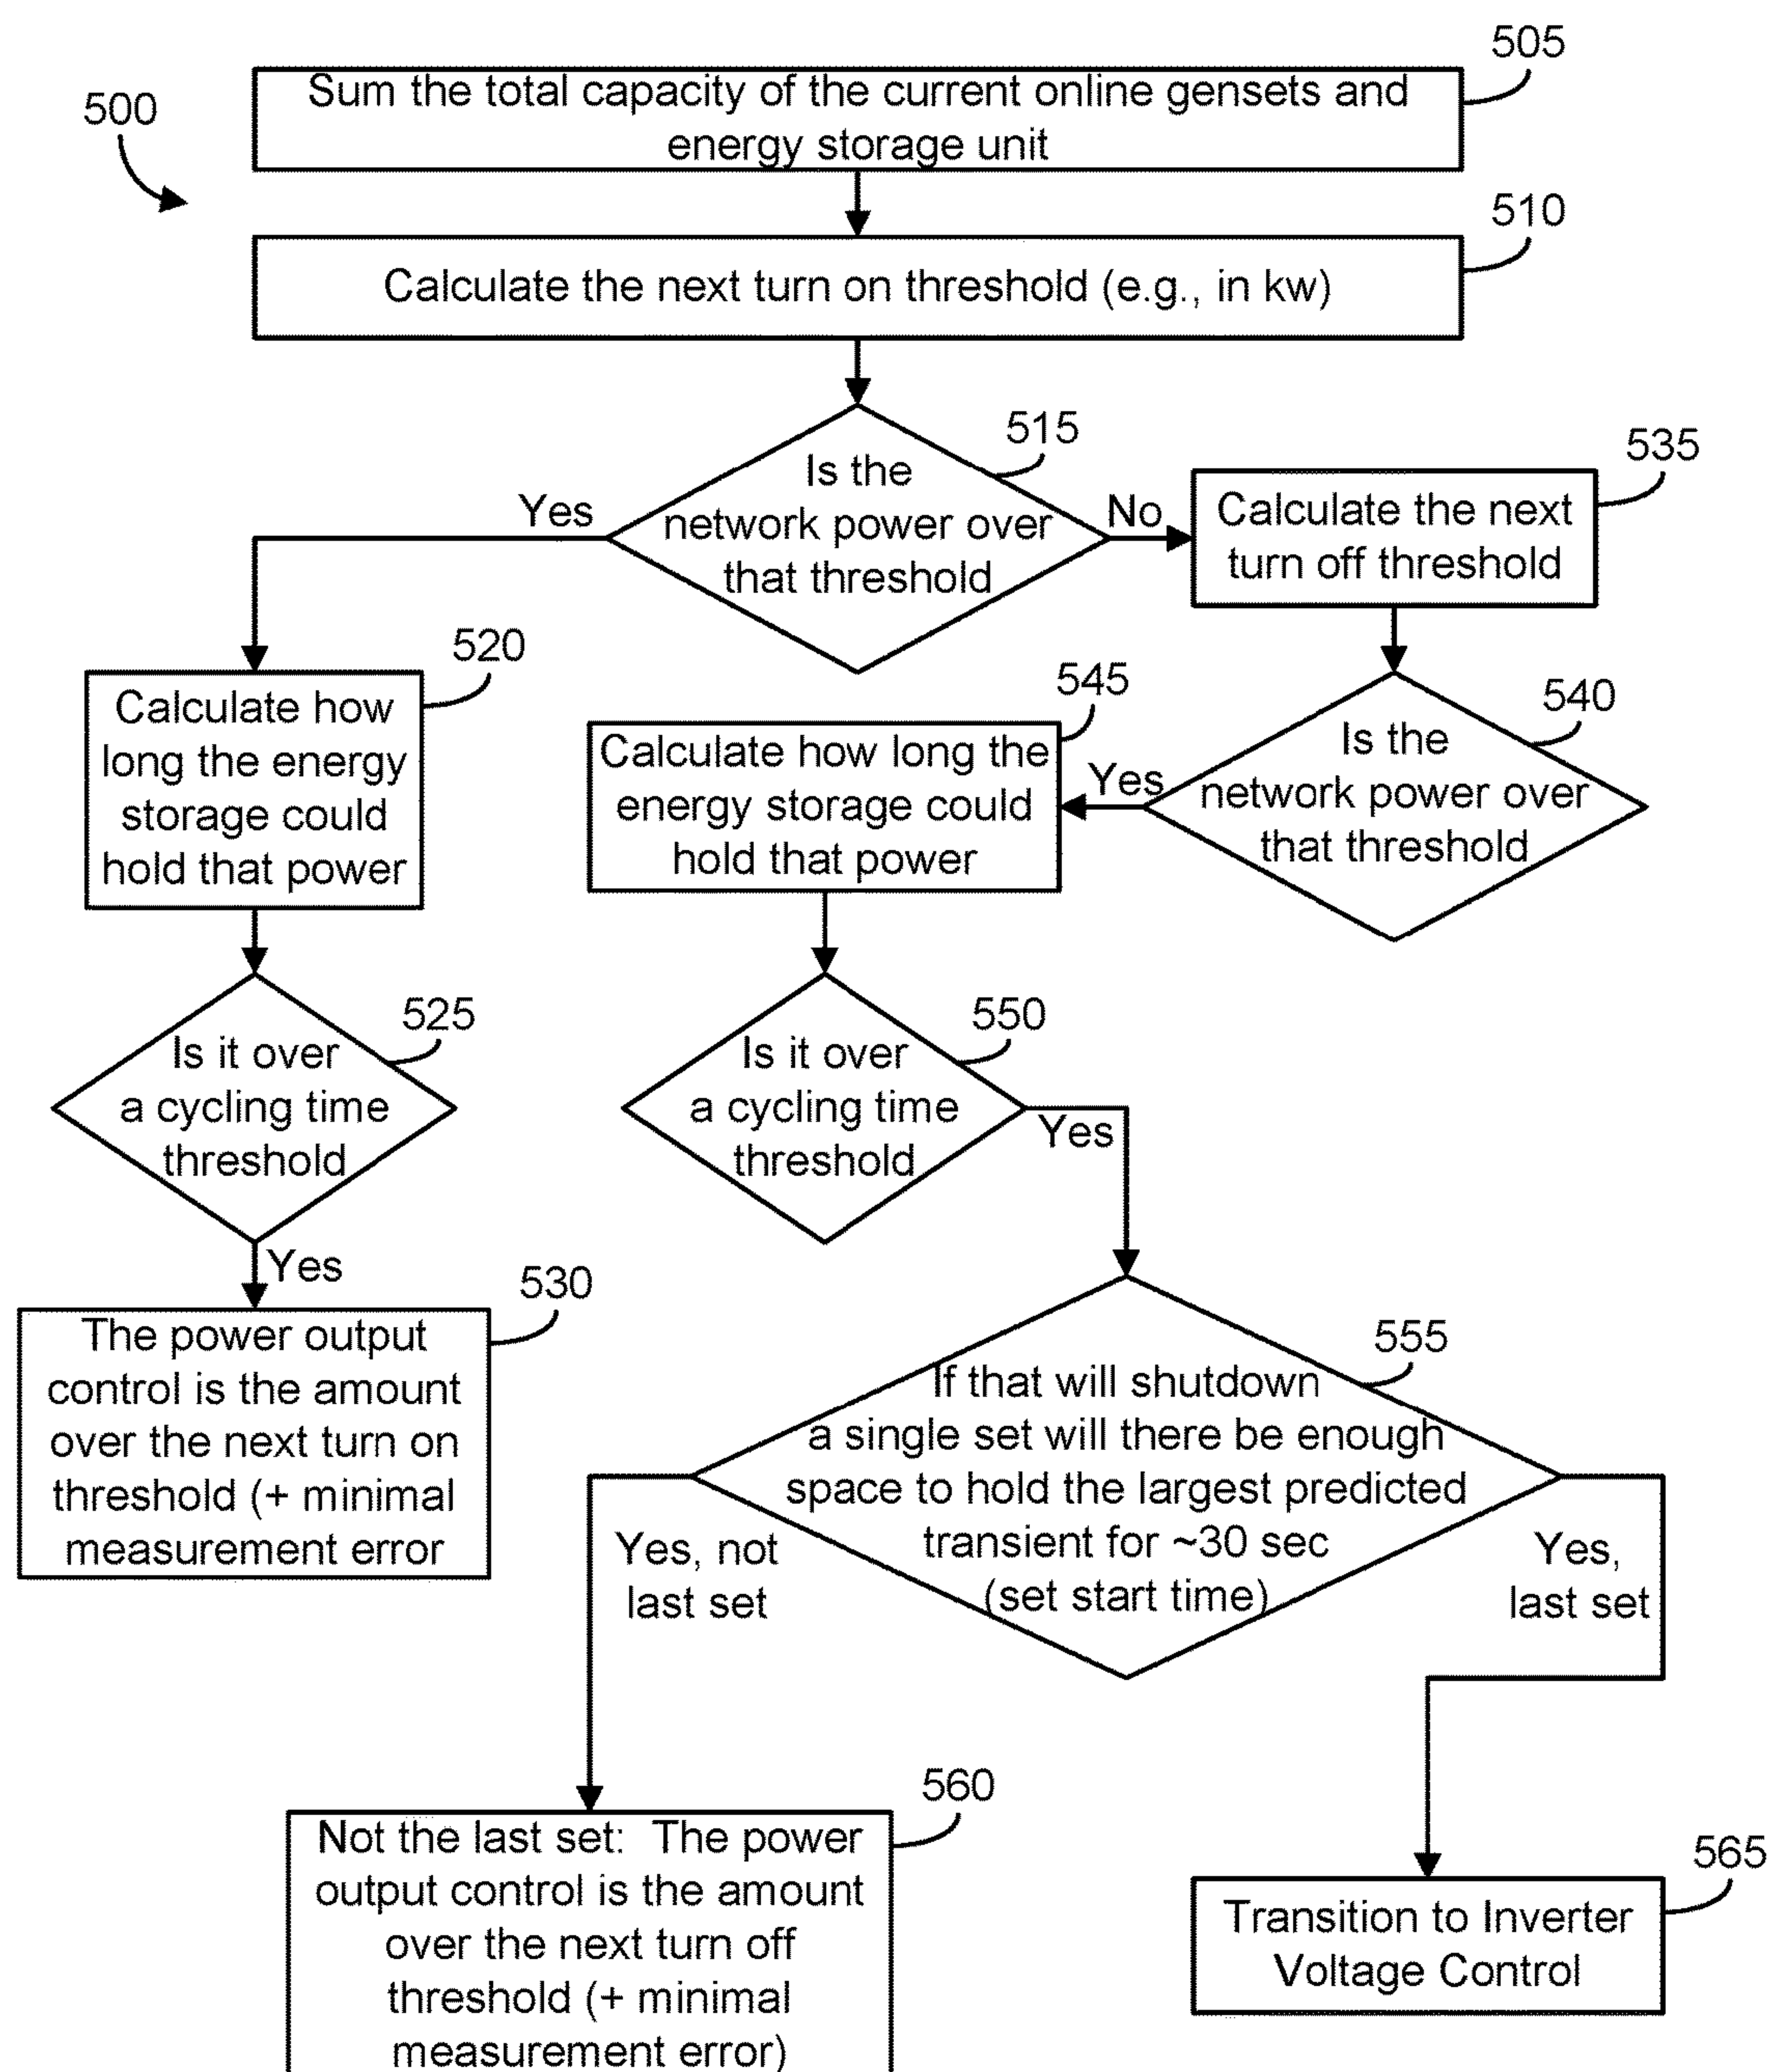 505
Sum the total capacity of the current online gensets and
energy storage unit
500
510
Calculate the next turn on threshold (e.g., in kw)
515
Is the
network power over
that threshold
Yes
No
535
Calculate the next
turn off threshold
520
Calculate how
long the energy
storage could
hold that power
545
Calculate how long the
energy storage could
hold that power
Yes
540
Is the
network power over
that threshold
525
Is it over
a cycling time
threshold
Yes
550
Is it over
a cycling time
threshold
Yes
530
The power output
control is the amount
over the next turn on
threshold (+ minimal
measurement error
555
If that will shutdown
a single set will there be enough
space to hold the largest predicted
transient for ~30 sec
(set start time)
Yes, not
last set
Yes,
last set
560
Not the last set: The power
output control is the amount
over the next turn off
threshold (+ minimal
measurement error)
565
Transition to Inverter
Voltage Control